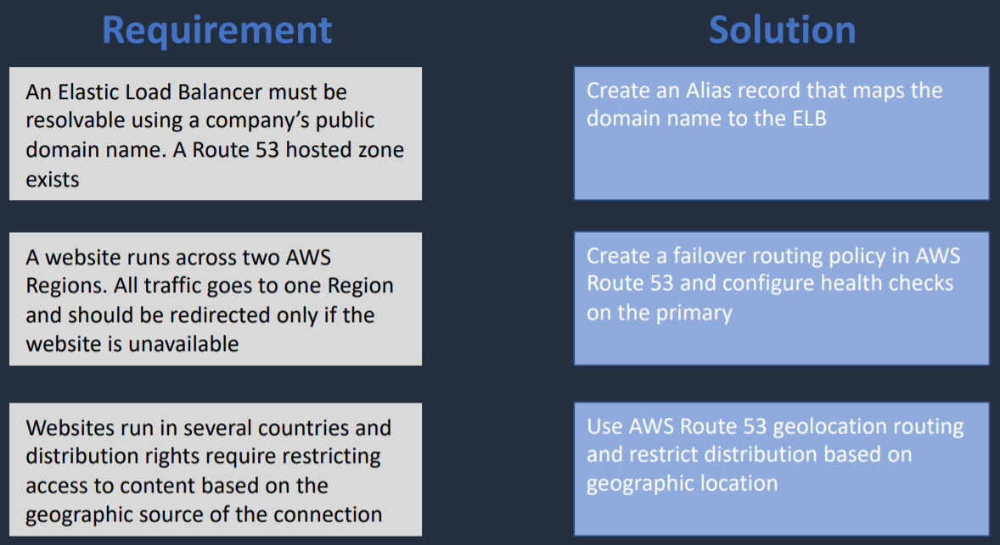 Requirement
Solution
An Elastic Load Balancer must be
resolvable using a company’s public
domain name. A Route 53 hosted zone
exists
Create an Alias record that maps the
domain name to the ELB
A website runs across two AWS
Regions. All traffic goes to one Region
and should be redirected only if the
website is unavailable
Create a failover routing policy in AWS
Route 53 and configure health checks
on the primary
Websites run in several countries and
distribution rights require restricting
access to content based on the
geographic source of the connection
Use AWS Route 53 geolocation routing
and restrict distribution based on
geographic location